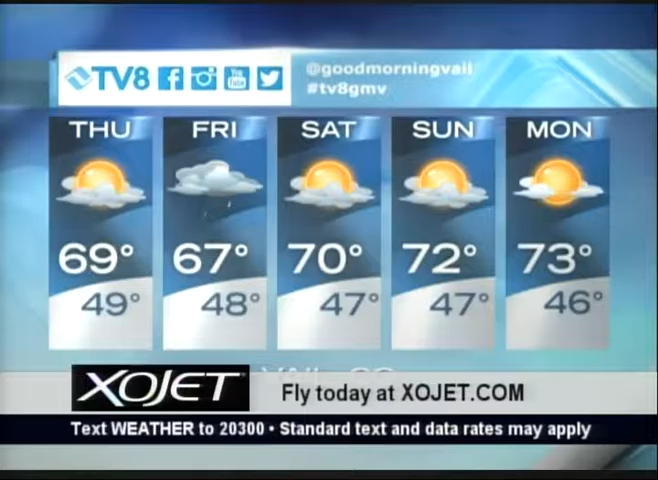 TV8
@goodmorningvail
#tv8gmv
THU FRI SAT SUN MON
69° 67° 70° 72° 73°
49° 48° 47° 47° 46°
XOJET Fly today at XOJET.COM
Text WEATHER to 20300 • Standard text and data rates may apply